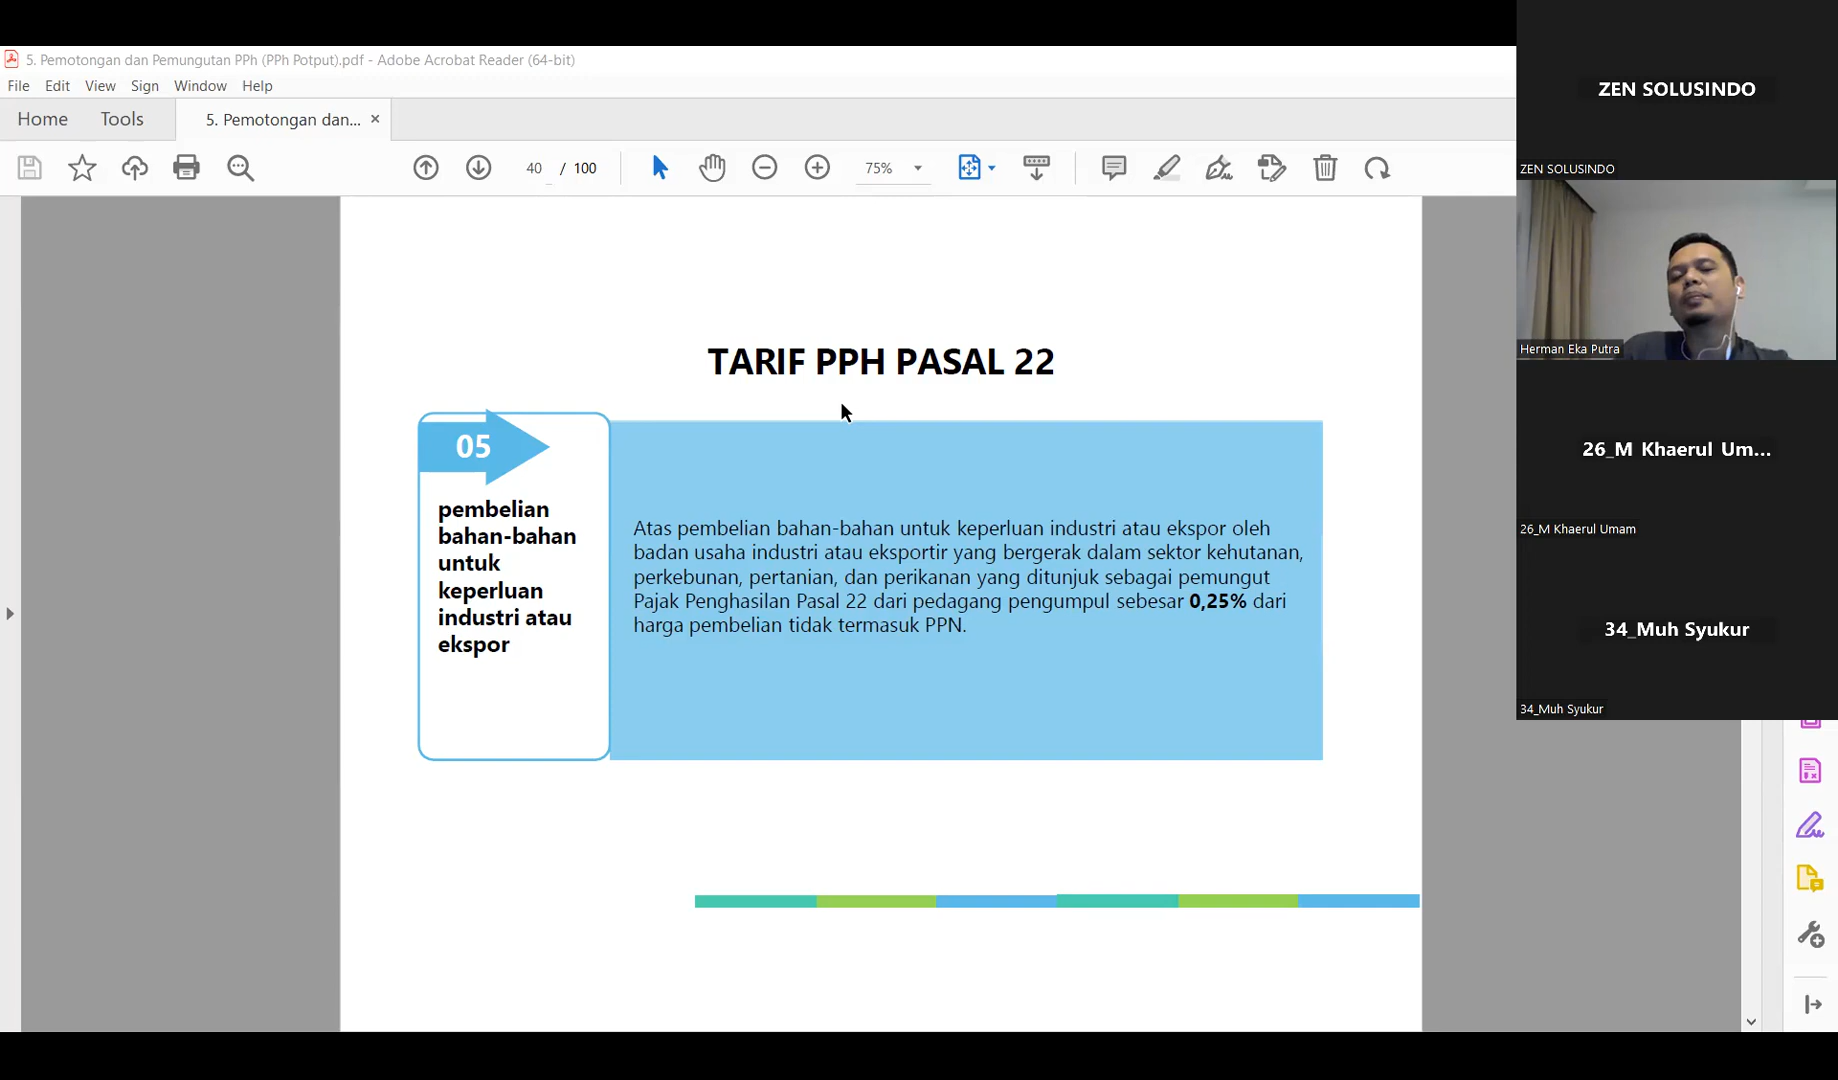 5. Pemotongan dan Pemungutan PPh (PPh Potput).pdf - Adobe Acrobat Reader (64-bit)
File Edit View Sign Window Help
Home Tools 5. Pemotongan dan... ×
40 / 100 75%
TARIF PPH PASAL 22
05
pembelian
bahan-bahan
untuk
keperluan
industri atau
ekspor
Atas pembelian bahan-bahan untuk keperluan industri atau ekspor oleh
badan usaha industri atau eksportir yang bergerak dalam sektor kehutanan,
perkebunan, pertanian, dan perikanan yang ditunjuk sebagai pemungut
Pajak Penghasilan Pasal 22 dari pedagang pengumpul sebesar 0,25% dari
harga pembelian tidak termasuk PPN.
ZEN SOLUSINDO
ZEN SOLUSINDO
Herman Eka Putra
26_M Khaerul Um...
26_M Khaerul Umam
34_Muh Syukur
34_Muh Syukur